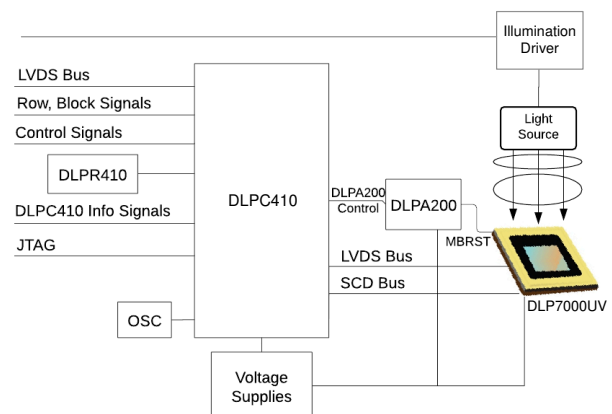 Illumination
Driver
LVDS Bus
Row, Block Signals
Control Signals
Light
Source
DLPR410
DLPC410
DLPA200
Control
DLPA200
DLPC410 Info Signals
MBRST
JTAG
LVDS Bus
SCD Bus
DLP7000UV
OSC
Voltage
Supplies